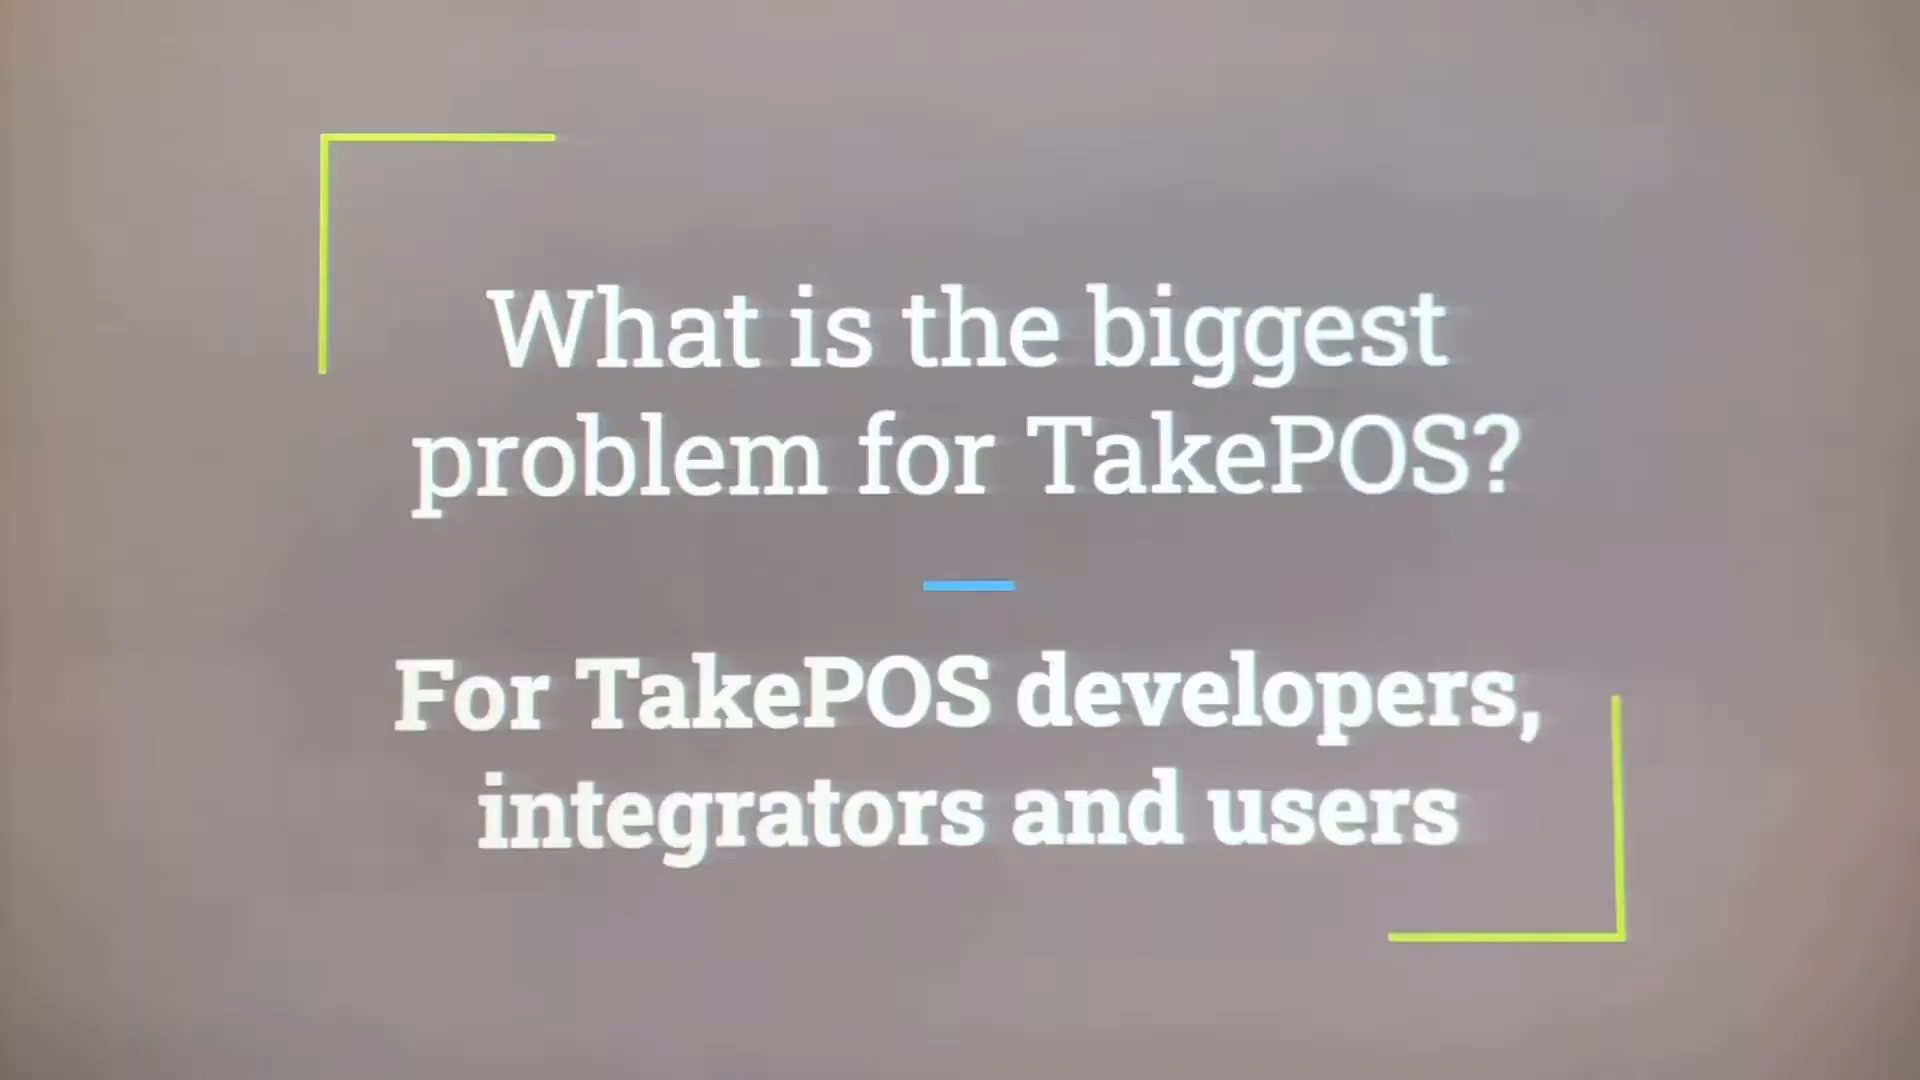 What is the biggest
problem for TakePOS?
For TakePOS developers,
integrators and users